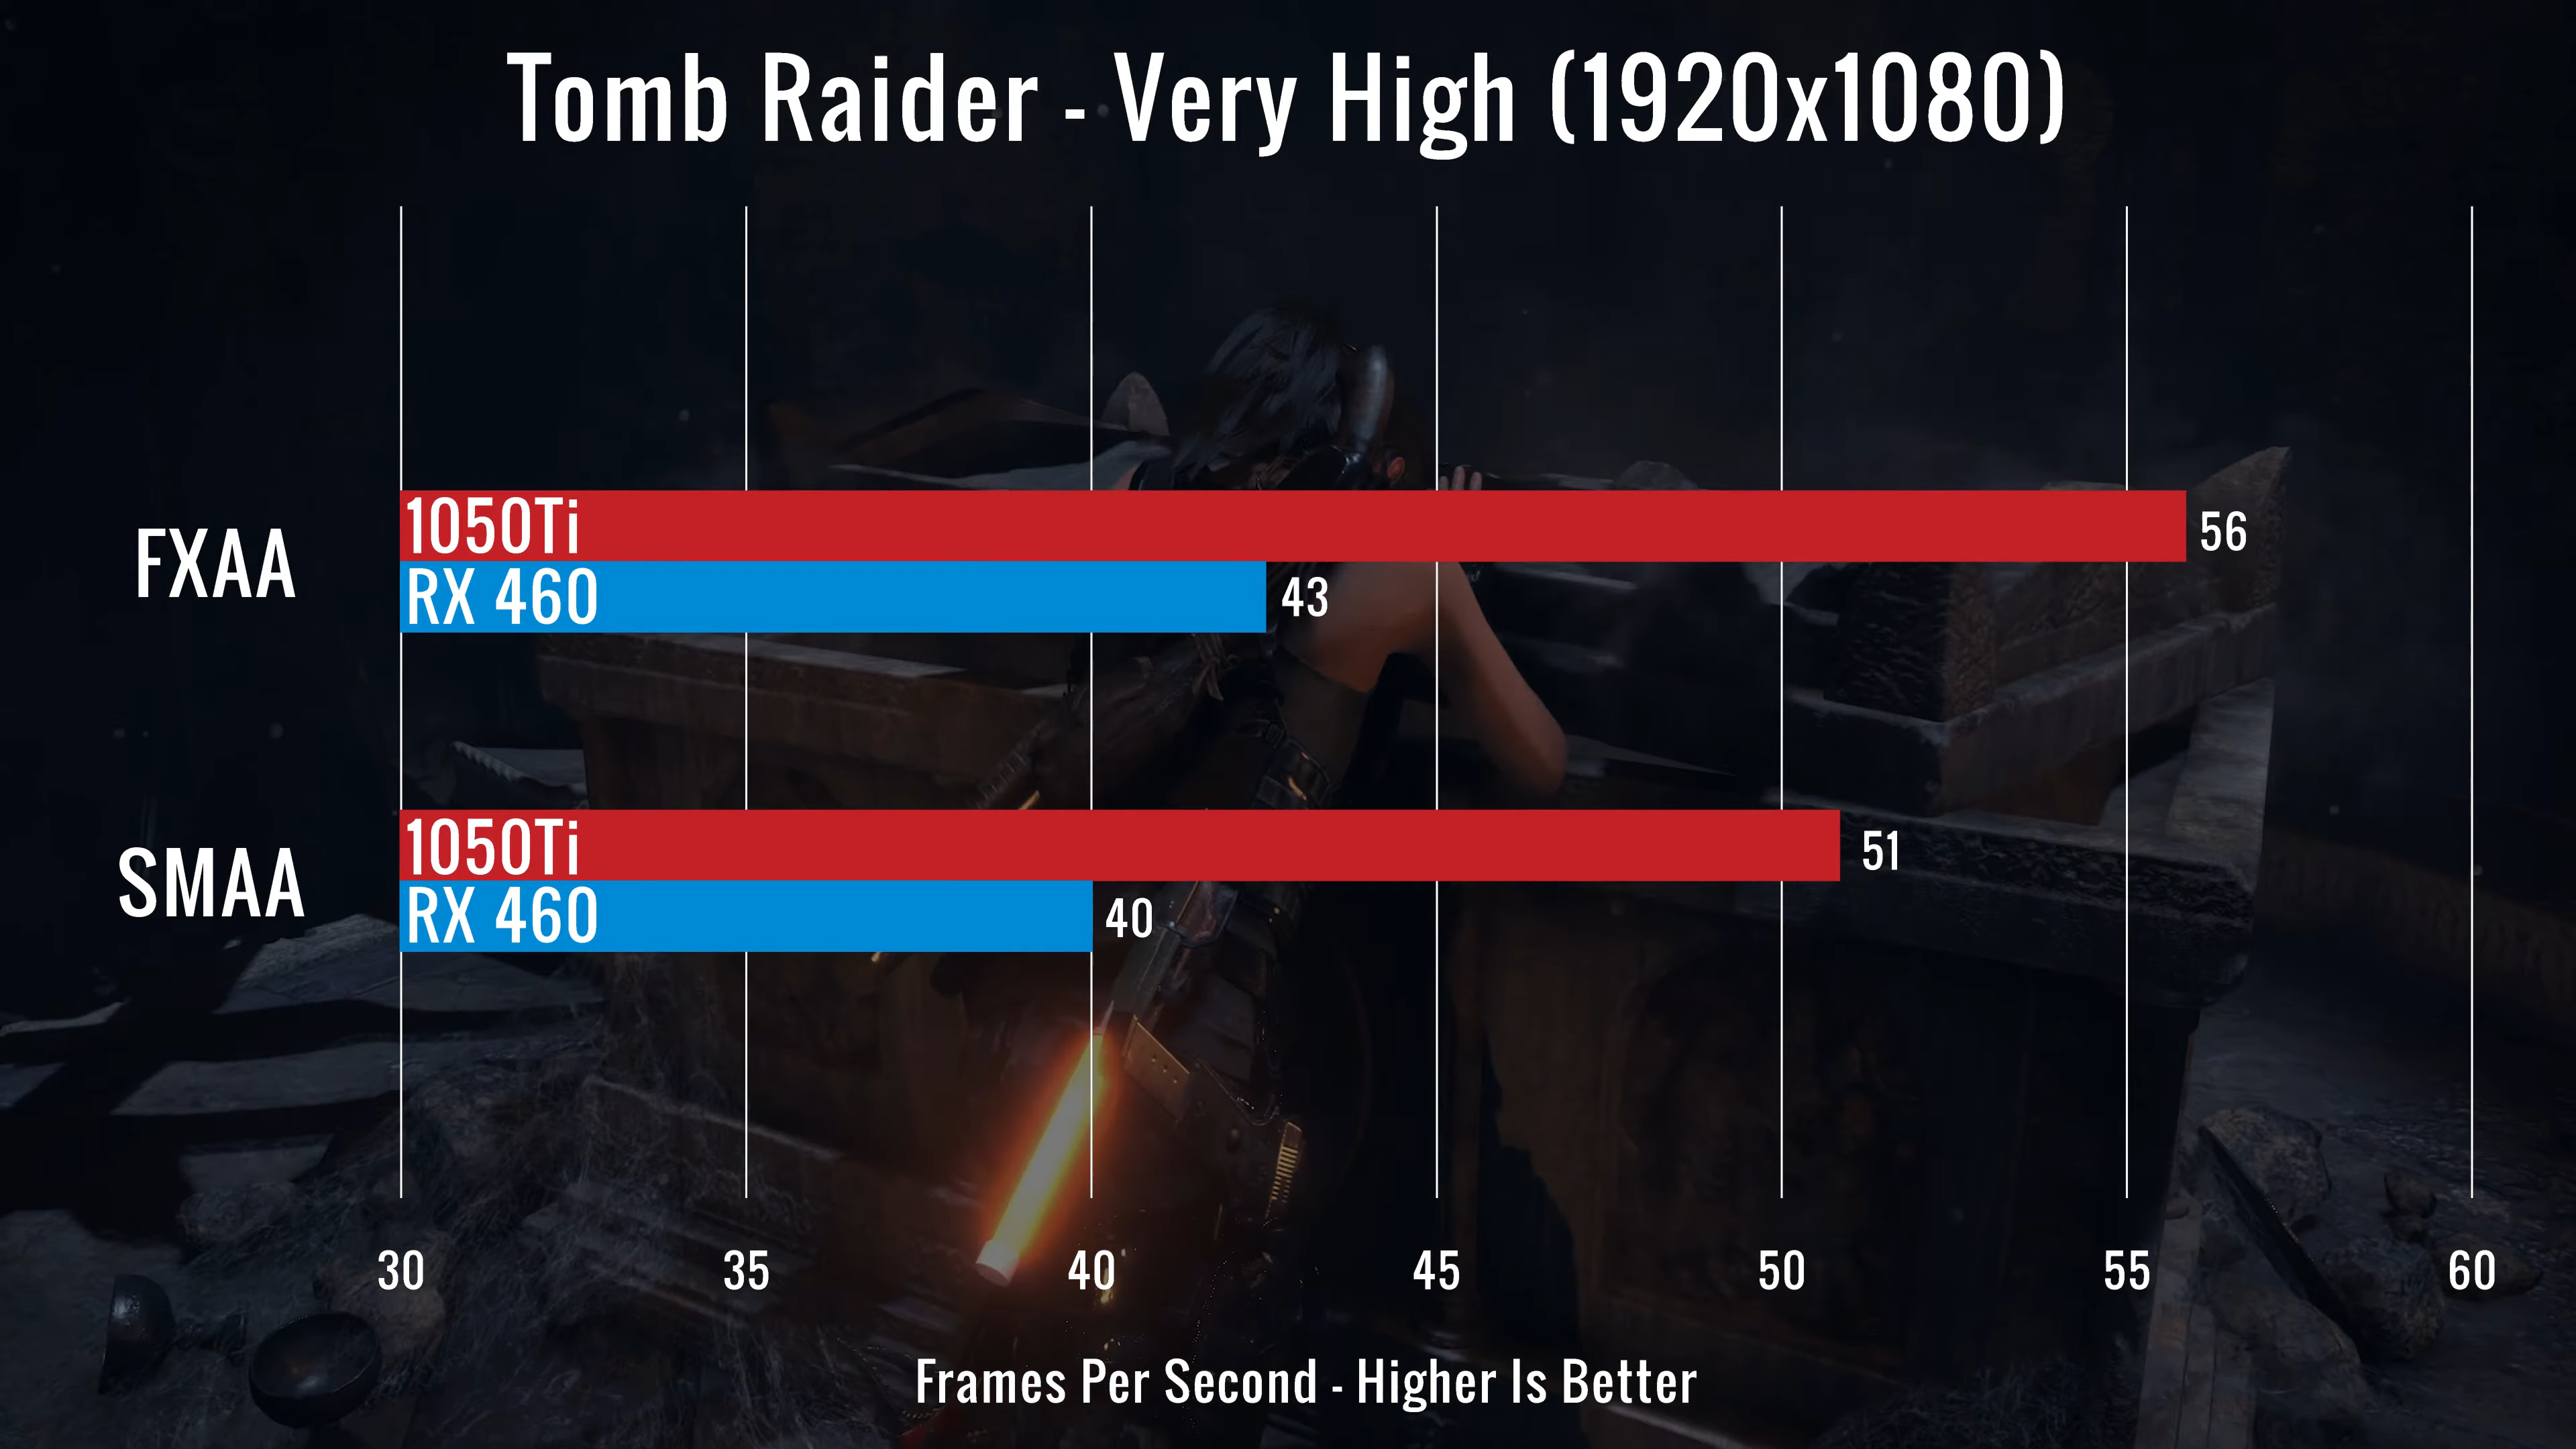 Tomb Raider - Very High (1920x1080)
FXAA
1050Ti
56
RX 460
43
SMAA
1050Ti
51
RX 460
40
30 35 40 45 50 55 60
Frames Per Second - Higher Is Better